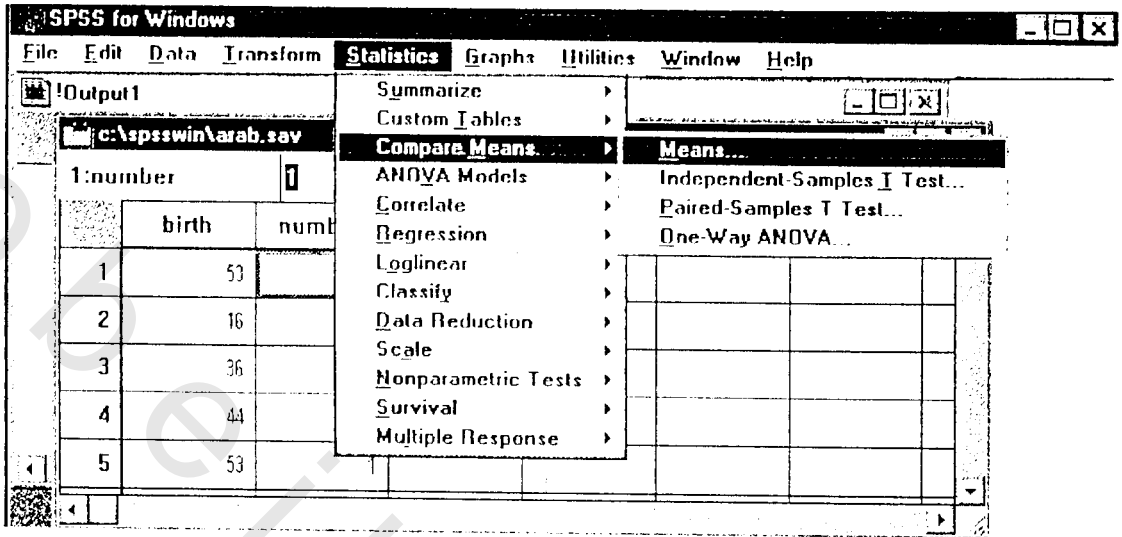 SPSS for Windows
File Edit Data Transform Statistics Graphs Utilities Window Help
!Output1
c:\spsswin\arab.sav
1:number 1
birth numb
1 53
2 16
3 36
4 44
5 53 1
Summarize
Custom Tables
Compare Means
ANOVA Models
Correlate
Regression
Loglinear
Classify
Data Reduction
Scale
Nonparametric Tests
Survival
Multiple Response
Means...
Independent-Samples T Test...
Paired-Samples T Test...
One-Way ANOVA...